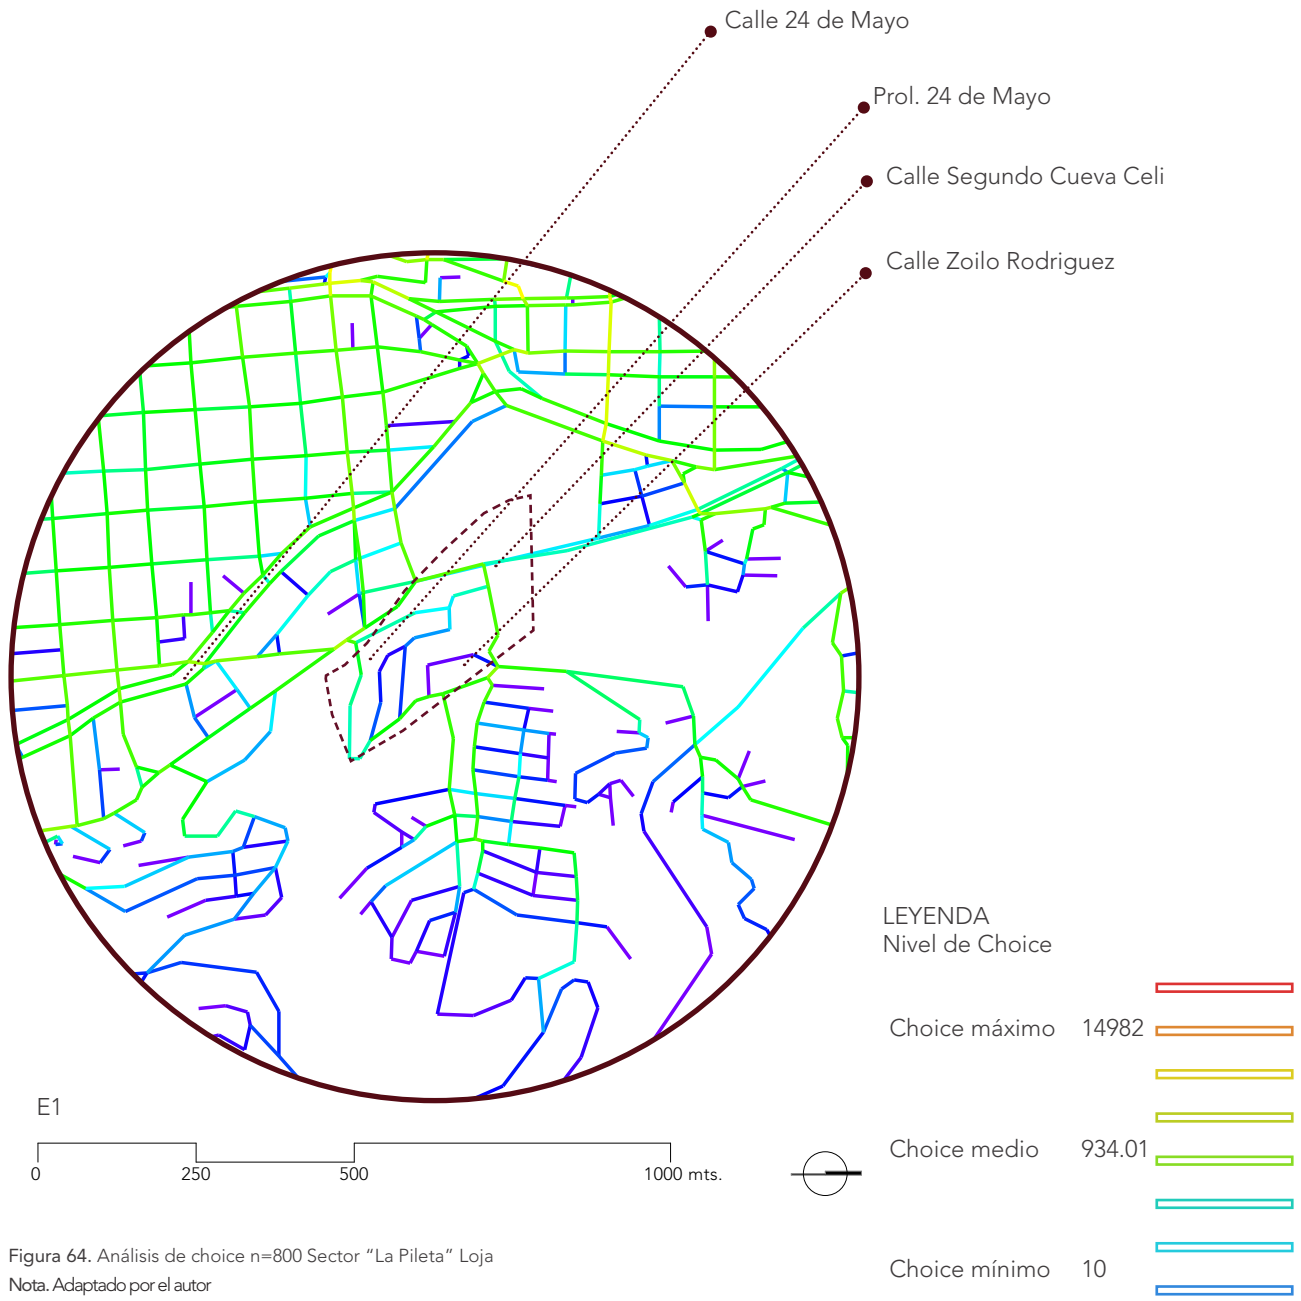 Calle 24 de Mayo
Prol. 24 de Mayo
Calle Segundo Cueva Celi
Calle Zoilo Rodriguez
LEYENDA
Nivel de Choice
Choice máximo 14982
Choice medio 934.01
Choice mínimo 10
E1
0 250 500 1000 mts.
Figura 64. Análisis de choice n=800 Sector “La Pileta” Loja
Nota. Adaptado por el autor